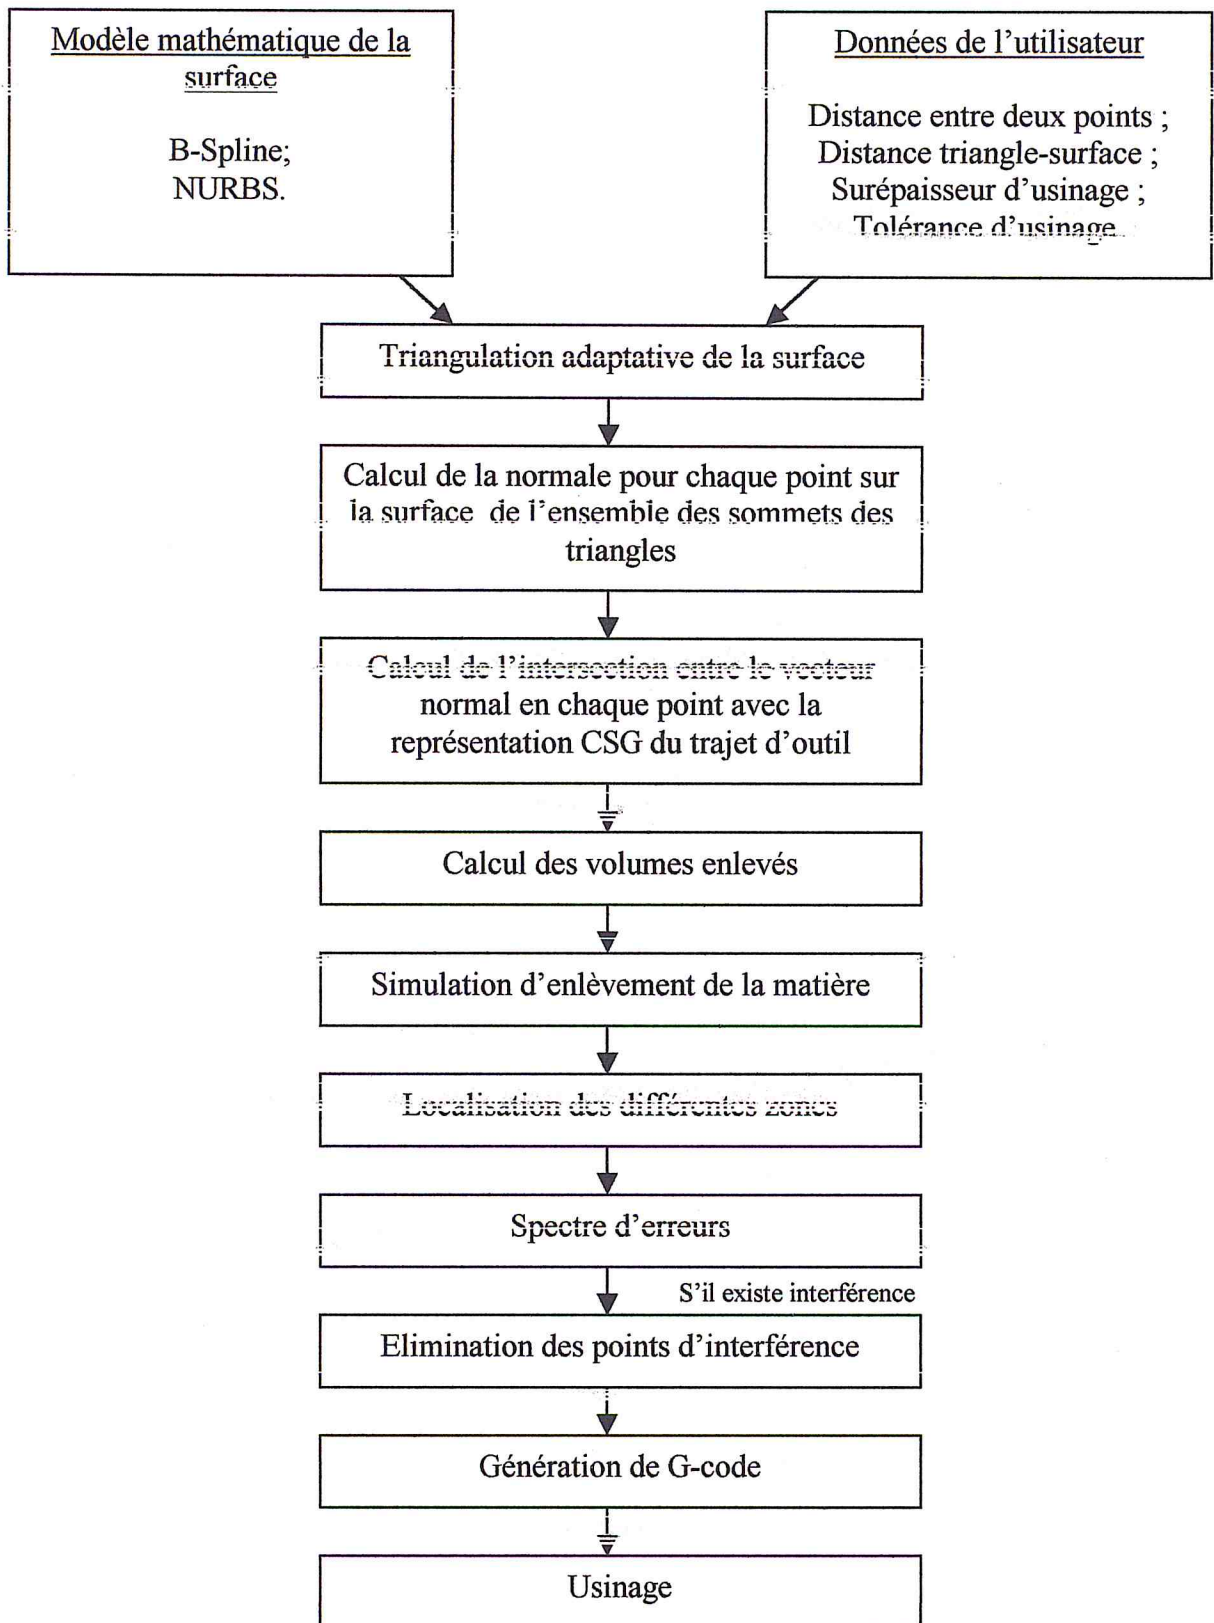 Modèle mathématique de la
surface
B-Spline;
NURBS.
Données de l'utilisateur
Distance entre deux points ;
Distance triangle-surface ;
Surépaisseur d'usinage ;
Tolérance d'usinage
Triangulation adaptative de la surface
Calcul de la normale pour chaque point sur
la surface de l'ensemble des sommets des
triangles
Calcul de l'intersection entre le vecteur
normal en chaque point avec la
représentation CSG du trajet d'outil
Calcul des volumes enlevés
Simulation d'enlèvement de la matière
Localisation des différentes zones
Spectre d'erreurs
S'il existe interférence
Elimination des points d'interférence
Génération de G-code
Usinage